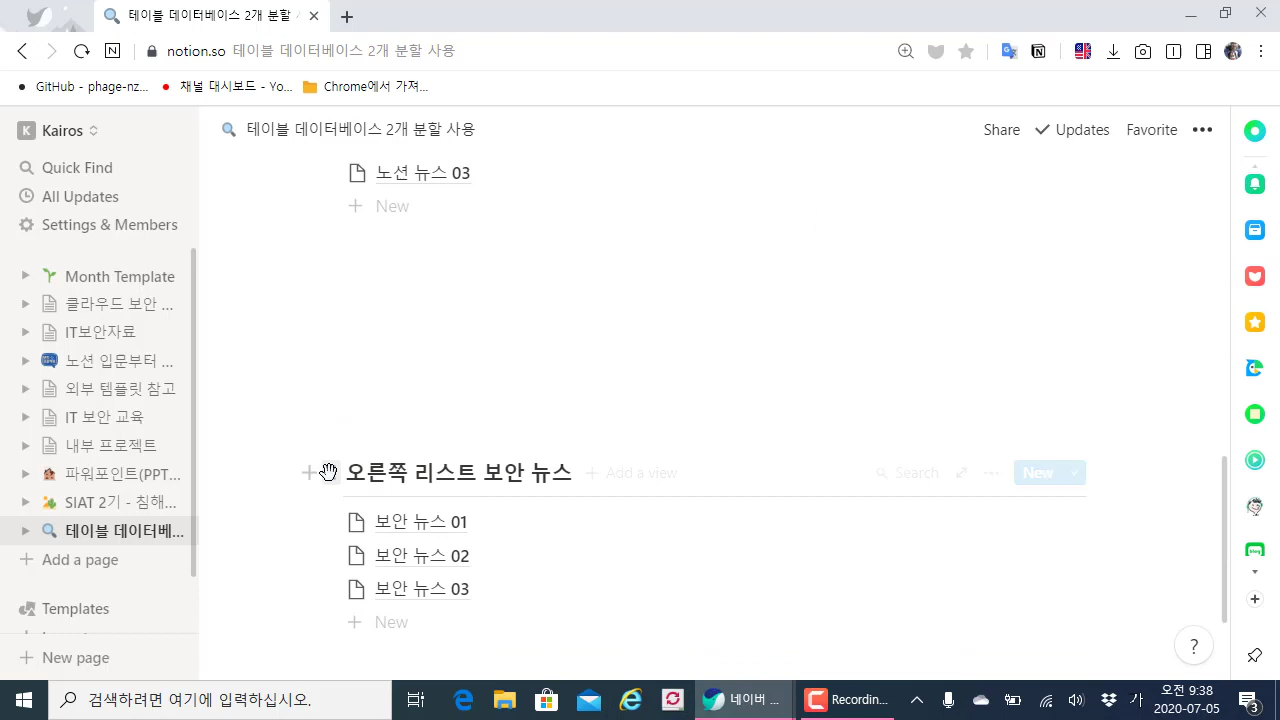 테이블 데이터베이스 2개 분할 사
notion.so 테이블 데이터베이스 2개 분할 사용
GitHub - phage-nz... 채널 대시보드 - Yo... Chrome에서 가져...
K Kairos
테이블 데이터베이스 2개 분할 사용
Share Updates Favorite •••
Quick Find
All Updates
Settings & Members
Month Template
클라우드 보안 ...
IT보안자료
노션 입문부터 ...
외부 템플릿 참고
IT 보안 교육
내부 프로젝트
파워포인트(PPT...
SIAT 2기 - 침해...
테이블 데이터베...
Add a page
Templates
New page
노션 뉴스 03
New
오른쪽 리스트 보안 뉴스 Add a view Search ••• New
보안 뉴스 01
보안 뉴스 02
보안 뉴스 03
New
?
검색하려면 여기에 입력하십시오.
네이버 ...
Recordin...
가
오전 9:38
2020-07-05
3